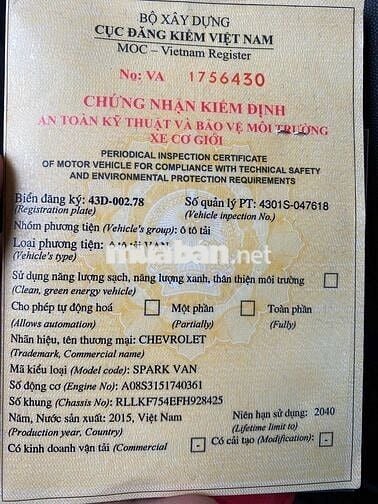 BỘ XÂY DỰNG
CỤC ĐĂNG KIỂM VIỆT NAM
MOC – Vietnam Register
No: VA 1756430
CHỨNG NHẬN KIỂM ĐỊNH
AN TOÀN KỸ THUẬT VÀ BẢO VỆ MÔI TRƯỜNG
XE CƠ GIỚI
PERIODICAL INSPECTION CERTIFICATE
OF MOTOR VEHICLE FOR COMPLIANCE WITH TECHNICAL SAFETY
AND ENVIRONMENTAL PROTECTION REQUIREMENTS
Biển đăng ký: 43D-002.78 Số quản lý PT: 4301S-047618
(Registration plate) (Vehicle inpection No.)
Nhóm phương tiện (Vehicle's group): ô tô tải
Loại phương tiện: VAN
(Vehicle's type)
muaban.net
Sử dụng năng lượng sạch, năng lượng xanh, thân thiện môi trường
(Clean, green energy vehicle)
Cho phép tự động hoá Một phần Toàn phần
(Allows automation) (Partially) (Fully)
Nhãn hiệu, tên thương mại: CHEVROLET
(Trademark, Commercial name)
Mã kiểu loại (Model code): SPARK VAN
Số động cơ (Engine No): A08S3151740361
Số khung (Chassis No): RLLKF754EFH928425
Năm, Nước sản xuất: 2015, Việt Nam Niên hạn sử dụng: 2040
(Production year, Country) (Lifetime limit to)
Có kinh doanh vận tải (Commercial - Có cải tạo (Modification): -